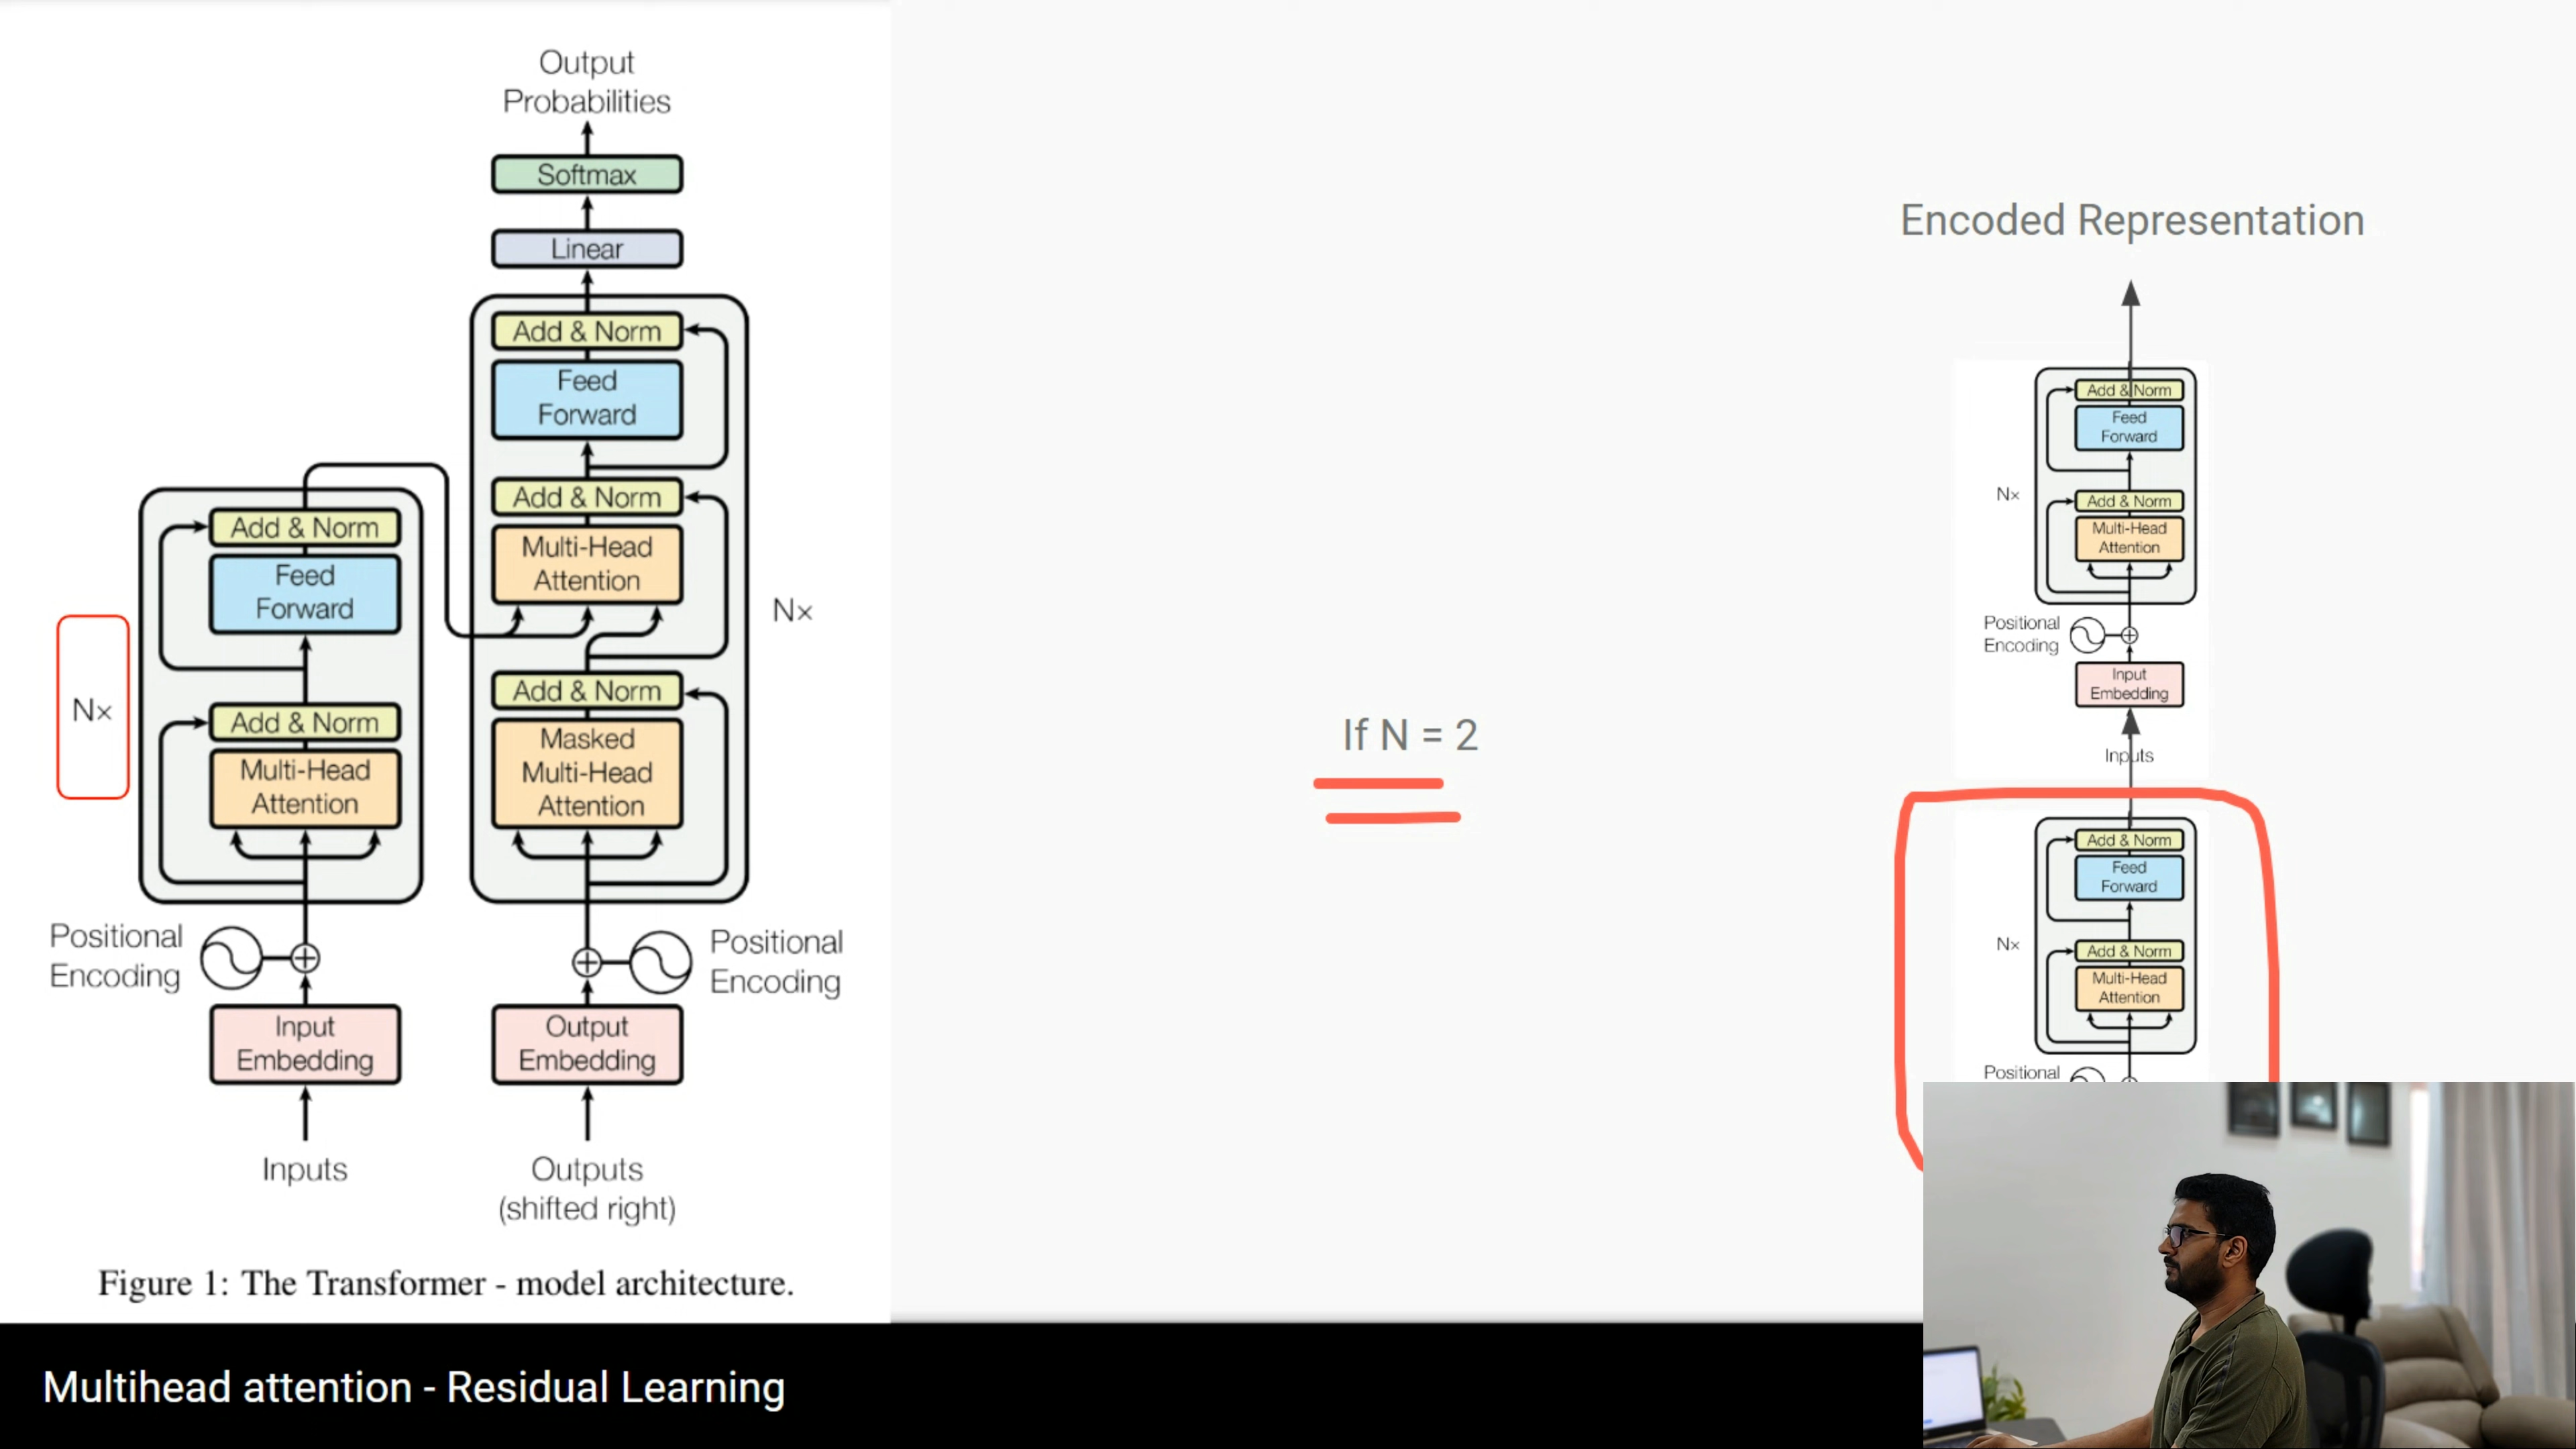 Output
Probabilities
Softmax
Linear
Add & Norm
Feed
Forward
Add & Norm
Multi-Head
Attention
Nx
Add & Norm
Masked
Multi-Head
Attention
Add & Norm
Feed
Forward
Nx
Add & Norm
Multi-Head
Attention
Positional
Encoding
Positional
Encoding
Input
Embedding
Output
Embedding
Inputs
Outputs
(shifted right)
Figure 1: The Transformer - model architecture.
If N = 2
Encoded Representation
Add & Norm
Feed
Forward
Nx
Add & Norm
Multi-Head
Attention
Positional
Encoding
Input
Embedding
Inputs
Add & Norm
Feed
Forward
Nx
Add & Norm
Multi-Head
Attention
Positional
Multihead attention - Residual Learning